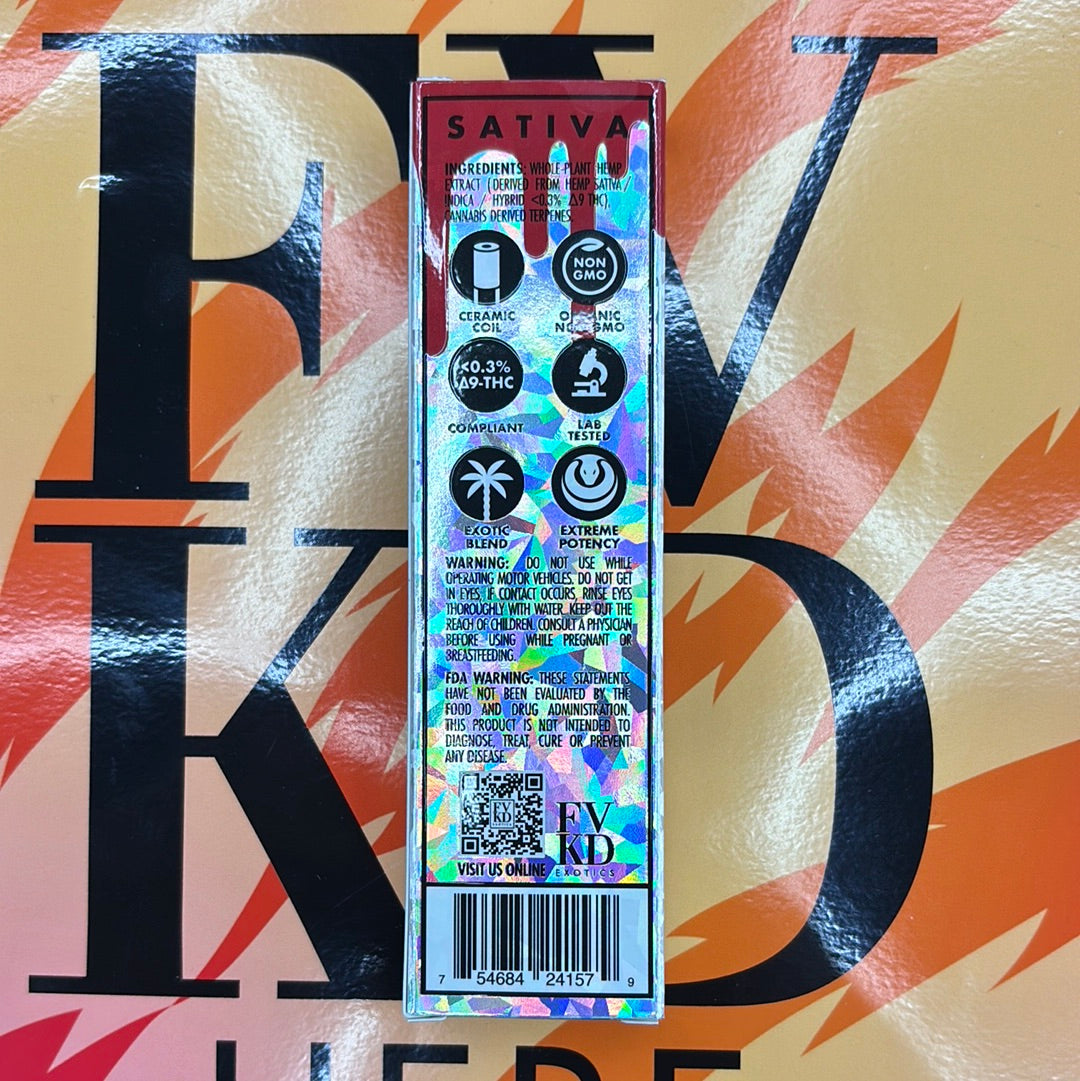 FV
KD
HERE
SATIVA
INGREDIENTS: WHOLE-PLANT HEMP
EXTRACT (DERIVED FROM HEMP SATIVA /
INDICA / HYBRID <0.3% Δ9 THC),
CANNABIS DERIVED TERPENES.
NON
GMO
CERAMIC
COIL
ORGANIC
NON GMO
<0.3%
Δ9-THC
COMPLIANT
LAB
TESTED
EXOTIC
BLEND
EXTREME
POTENCY
WARNING: DO NOT USE WHILE
OPERATING MOTOR VEHICLES. DO NOT GET
IN EYES, IF CONTACT OCCURS, RINSE EYES
THOROUGHLY WITH WATER. KEEP OUT THE
REACH OF CHILDREN. CONSULT A PHYSICIAN
BEFORE USING WHILE PREGNANT OR
BREASTFEEDING.
FDA WARNING: THESE STATEMENTS
HAVE NOT BEEN EVALUATED BY THE
FOOD AND DRUG ADMINISTRATION.
THIS PRODUCT IS NOT INTENDED TO
DIAGNOSE, TREAT, CURE OR PREVENT
ANY DISEASE.
FV
KD
FV
KD
EXOTICS
VISIT US ONLINE
7 54684 24157 9